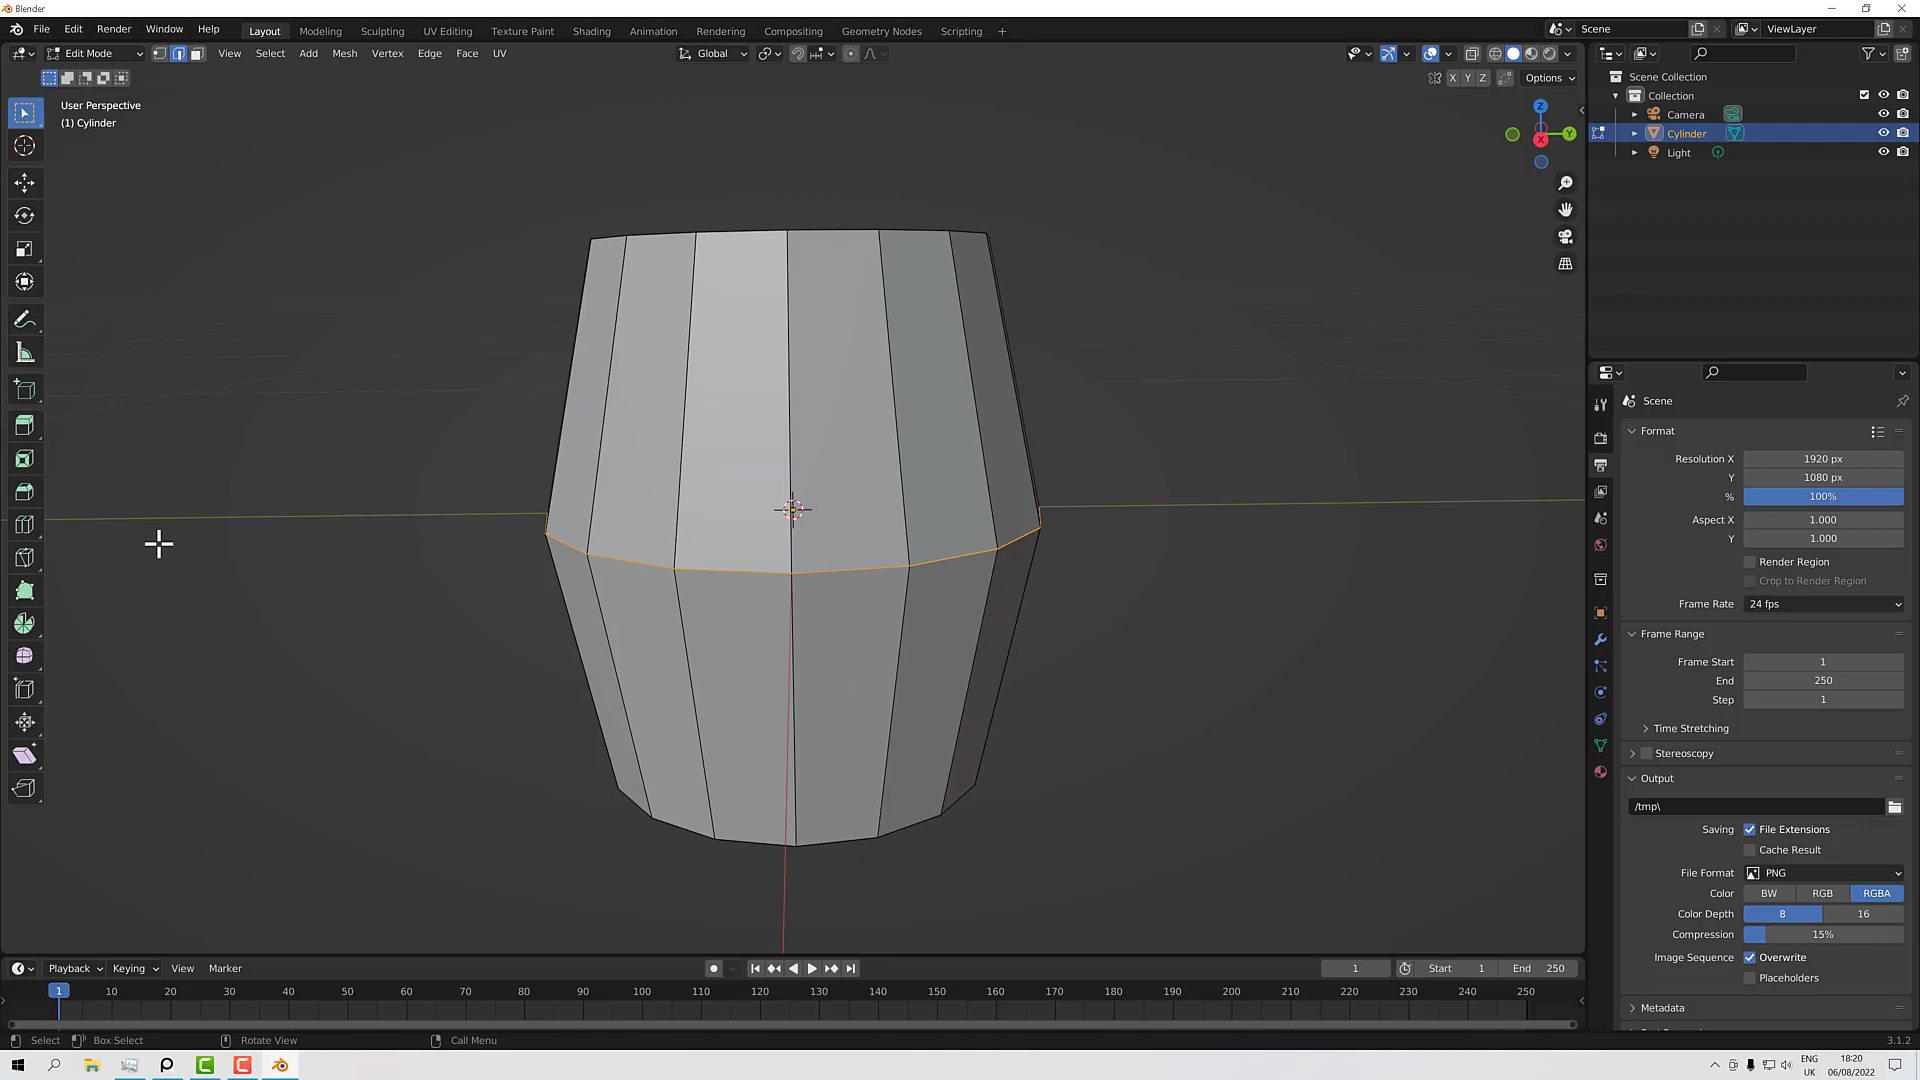 Blender
File Edit Render Window Help Layout Modeling Sculpting UV Editing Texture Paint Shading Animation Rendering Compositing Geometry Nodes Scripting + Scene ViewLayer
Edit Mode View Select Add Mesh Vertex Edge Face UV Global
X Y Z Options
User Perspective
(1) Cylinder
Z
Y
X
Scene Collection
Collection
Camera
Cylinder
Light
Scene
Format
Resolution X 1920 px
Y 1080 px
% 100%
Aspect X 1.000
Y 1.000
Render Region
Crop to Render Region
Frame Rate 24 fps
Frame Range
Frame Start 1
End 250
Step 1
Time Stretching
Stereoscopy
Output
/tmp\
Saving File Extensions
Cache Result
File Format PNG
Color BW RGB RGBA
Color Depth 8 16
Compression 15%
Image Sequence Overwrite
Placeholders
Metadata
Playback Keying View Marker 1 Start 1 End 250
1 10 20 30 40 50 60 70 80 90 100 110 120 130 140 150 160 170 180 190 200 210 220 230 240 250
Select Box Select Rotate View Call Menu 3.1.2
ENG 18:20
UK 06/08/2022